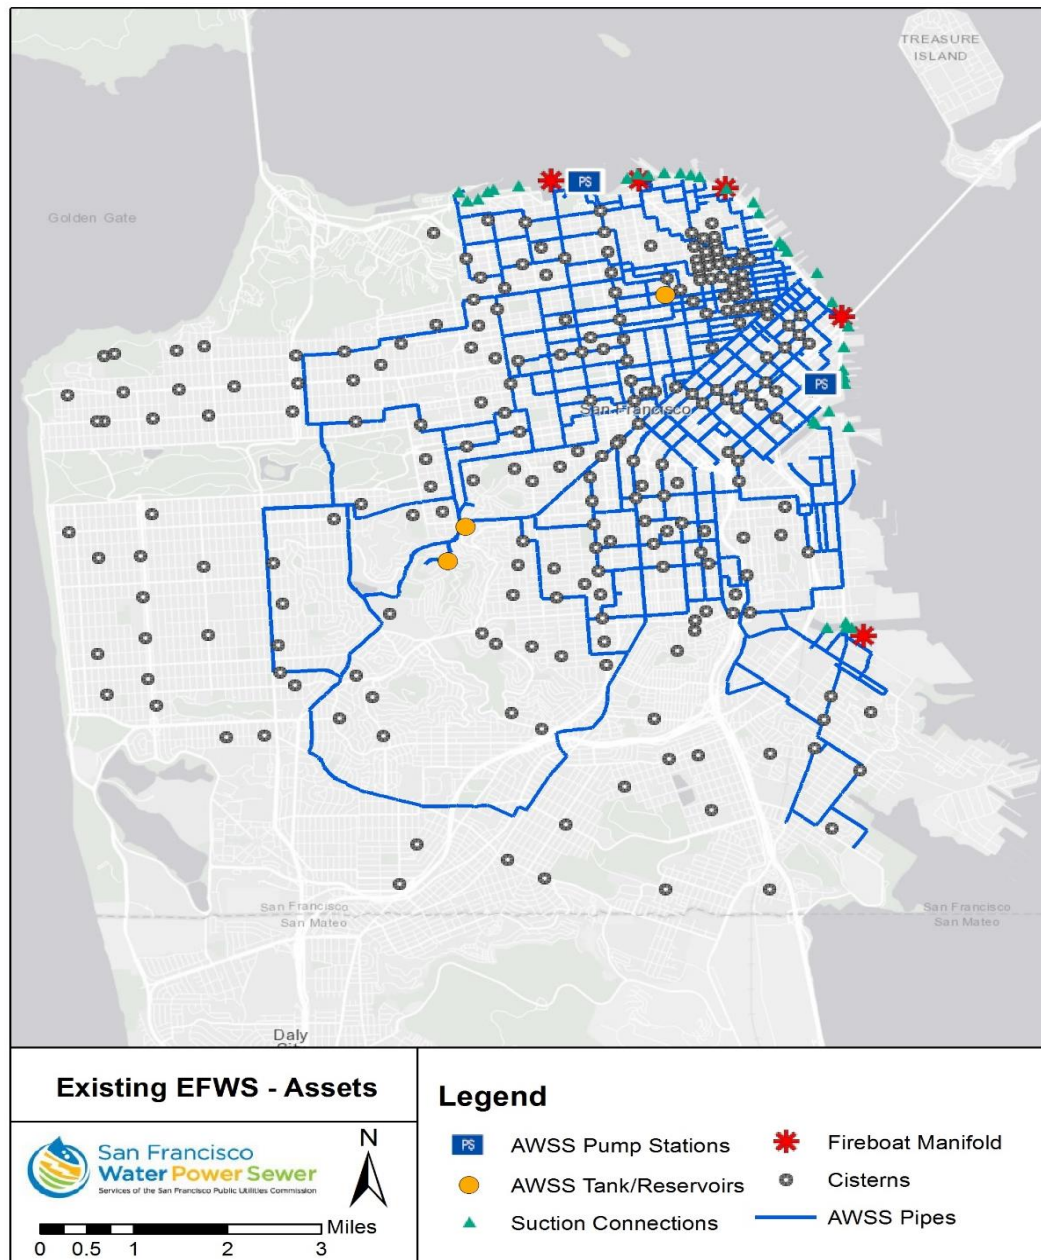 TREASURE
ISLAND
PS
Golden Gate
PS
San Francisco
San Francisco
San Mateo
San Francisco
San Mateo
Daly
Existing EFWS - Assets
San Francisco
Water Power Sewer
Services of the San Francisco Public Utilities Commission
N
Miles
0 0.5 1 2 3
Legend
PS AWSS Pump Stations
AWSS Tank/Reservoirs
Suction Connections
Fireboat Manifold
Cisterns
AWSS Pipes